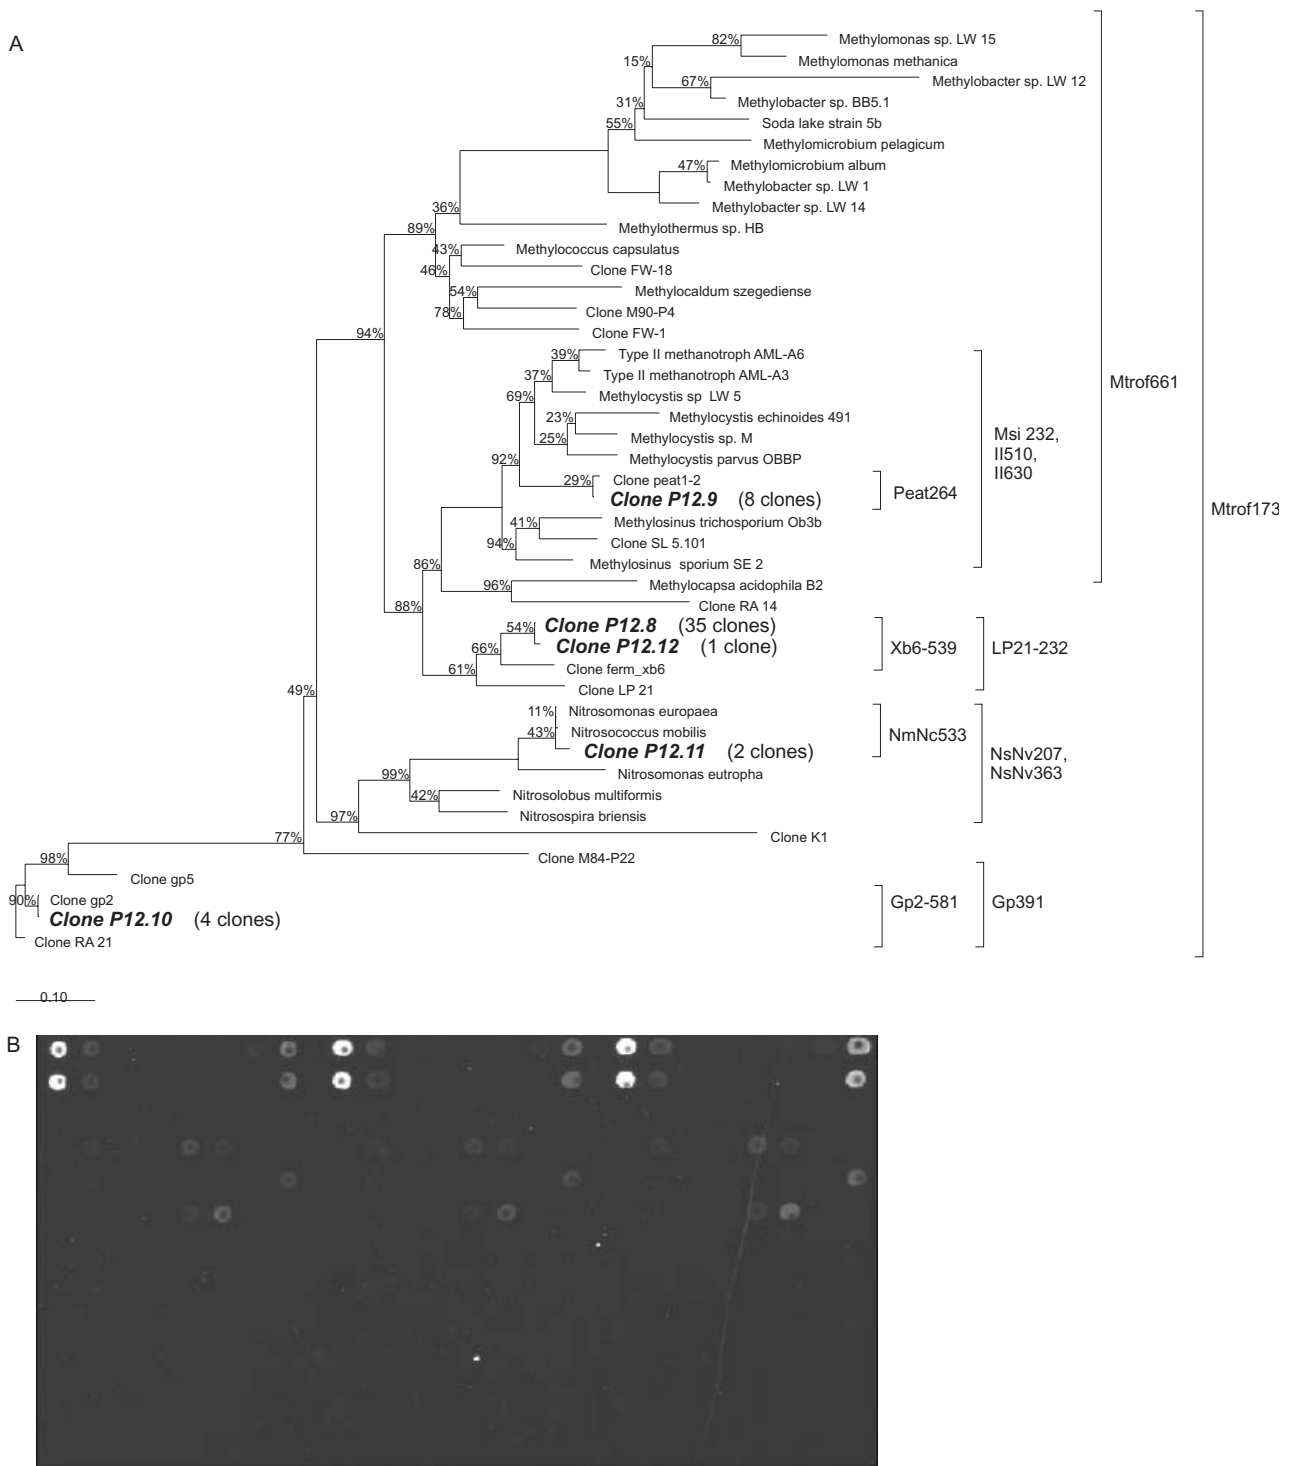 A
82%
Methylomonas sp. LW 15
15%
Methylomonas methanica
67%
Methylobacter sp. LW 12
31%
Methylobacter sp. BB5.1
55%
Soda lake strain 5b
Methylomicrobium pelagicum
47%
Methylomicrobium album
Methylobacter sp. LW 1
Methylobacter sp. LW 14
36%
89%
Methylothermus sp. HB
43%
Methylococcus capsulatus
46%
Clone FW-18
54%
Methylocaldum szegediense
78%
Clone M90-P4
94%
Clone FW-1
39%
Type II methanotroph AML-A6
37%
Type II methanotroph AML-A3
69%
Methylocystis sp LW 5
23%
Methylocystis echinoides 491
25%
Methylocystis sp. M
92%
Methylocystis parvus OBBP
29%
Clone peat1-2
Clone P12.9 (8 clones)
41%
Methylosinus trichosporium Ob3b
94%
Clone SL 5.101
86%
Methylosinus sporium SE 2
96%
Methylocapsa acidophila B2
88%
Clone RA 14
54%
Clone P12.8 (35 clones)
66%
Clone P12.12 (1 clone)
61%
Clone ferm_xb6
Clone LP 21
49%
11%
Nitrosomonas europaea
43%
Nitrosococcus mobilis
Clone P12.11 (2 clones)
99%
Nitrosomonas eutropha
42%
Nitrosolobus multiformis
97%
Nitrosospira briensis
77%
Clone K1
98%
Clone M84-P22
Clone gp5
90%
Clone gp2
Clone P12.10 (4 clones)
Clone RA 21
Mtrof661
Msi 232,
II510,
II630
Peat264
Mtrof173
Xb6-539
LP21-232
NmNc533
NsNv207,
NsNv363
Gp2-581
Gp391
0.10
B